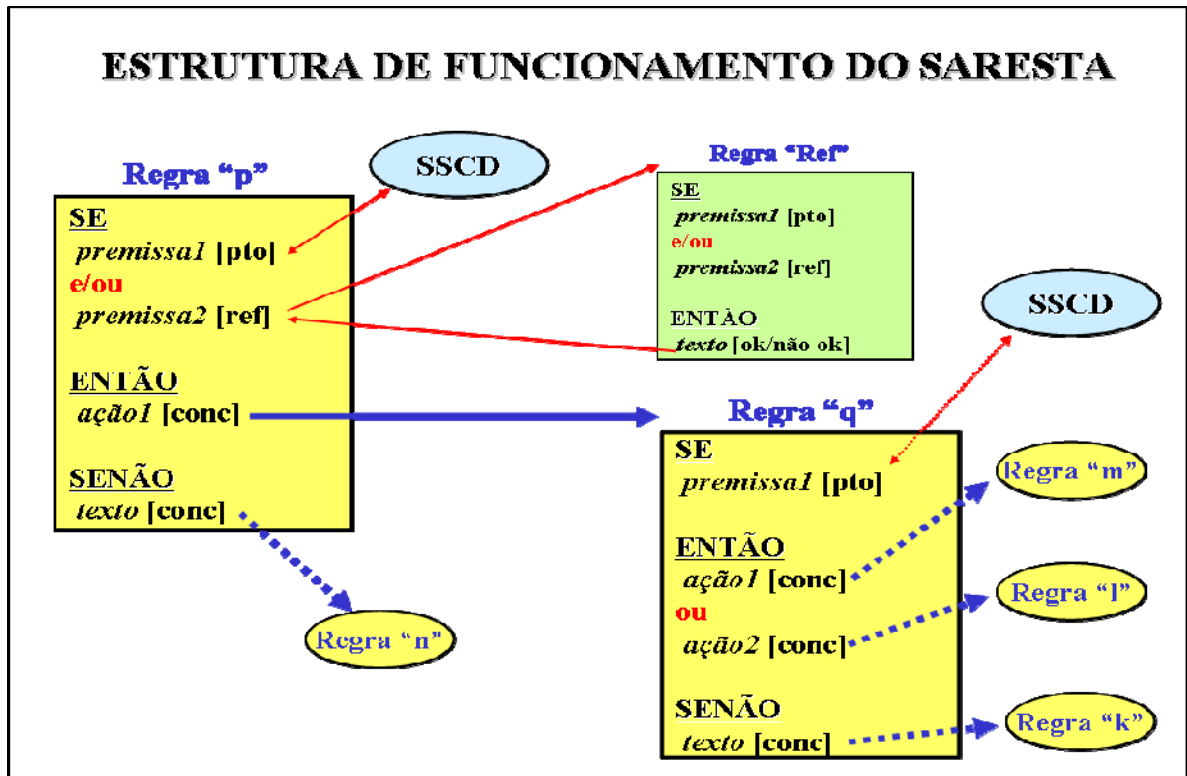 ESTRUTURA DE FUNCIONAMENTO DO SARESTA
Regra “p”
SE
premissa1 [pto]
e/ou
premissa2 [ref]
ENTÃO
ação1 [conc]
SENÃO
texto [conc]
SSCD
Regra “Ref”
SE
premissa1 [pto]
e/ou
premissa2 [ref]
ENTÃO
texto [ok/não ok]
SSCD
Regra “q”
SE
premissa1 [pto]
ENTÃO
ação1 [conc]
ou
ação2 [conc]
SENÃO
texto [conc]
Regra “n”
Regra “m”
Regra “l”
Regra “k”